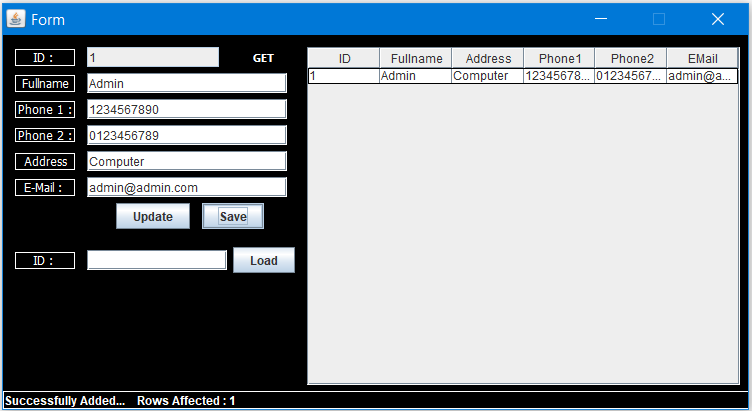 Form
ID :
1
GET
Fullname
Admin
Phone 1 :
1234567890
Phone 2 :
0123456789
Address
Computer
E-Mail :
admin@admin.com
Update Save
ID :
Load
ID Fullname Address Phone1 Phone2 EMail
1 Admin Computer 12345678... 01234567... admin@a...
Successfully Added... Rows Affected : 1